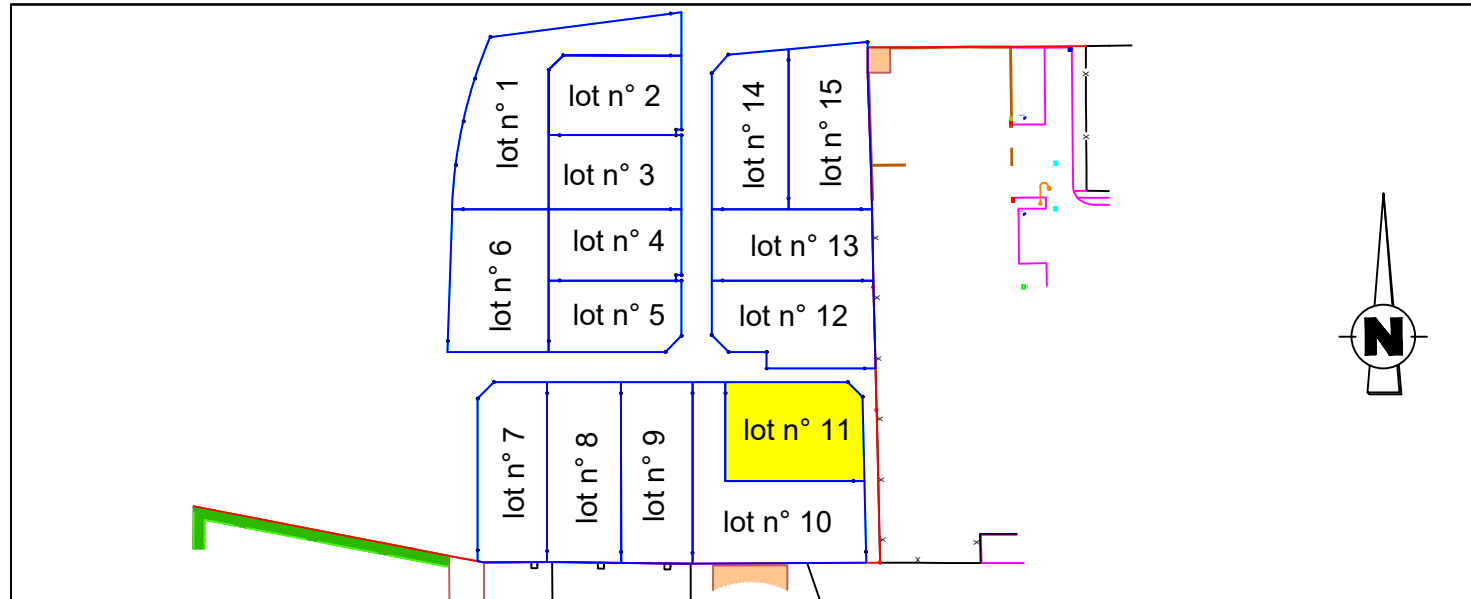 lot n° 1
lot n° 2
lot n° 14
lot n° 15
lot n° 3
lot n° 4
lot n° 13
lot n° 6
lot n° 5
lot n° 12
N
lot n° 7
lot n° 8
lot n° 9
lot n° 11
lot n° 10